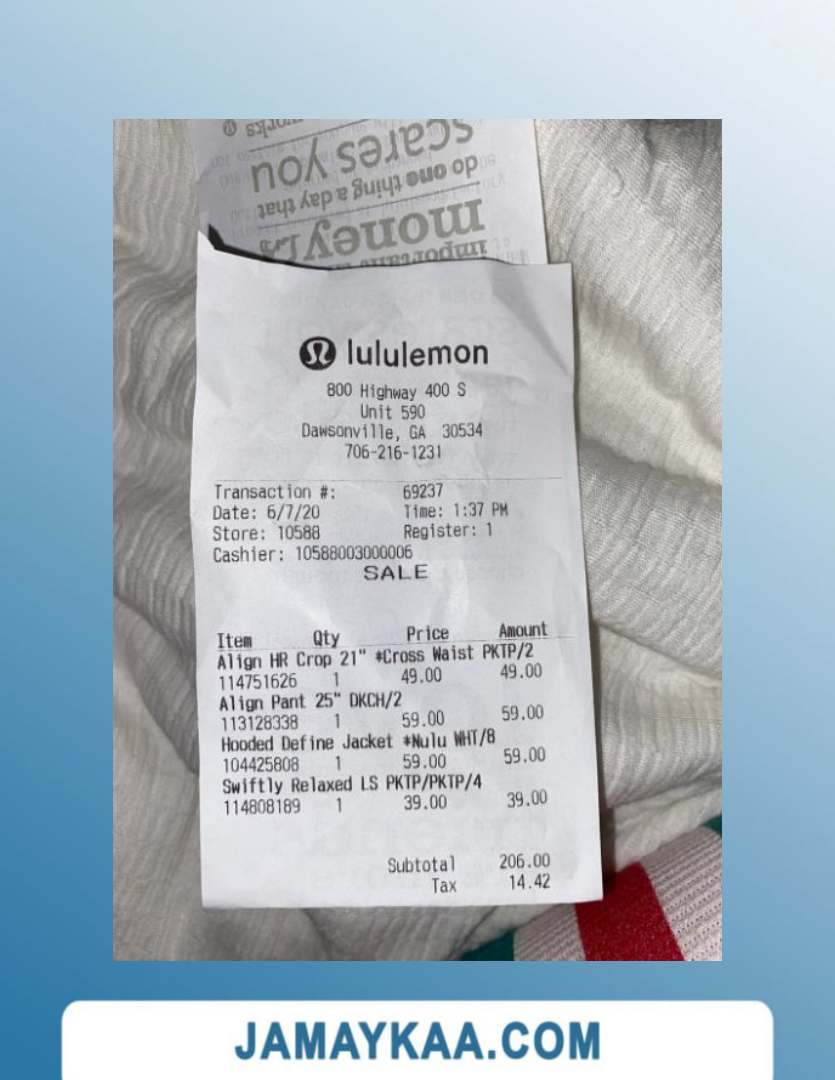 works
scares you
do one thing a day that
money
important
lululemon
800 Highway 400 S
Unit 590
Dawsonville, GA 30534
706-216-1231
Transaction #: 69237
Date: 6/7/20 Time: 1:37 PM
Store: 10588 Register: 1
Cashier: 10588003000006
SALE
Item Qty Price Amount
Align HR Crop 21" *Cross Waist PKTP/2
114751626 1 49.00 49.00
Align Pant 25" DKCH/2
113128338 1 59.00 59.00
Hooded Define Jacket *Nulu WHT/8
104425808 1 59.00 59.00
Swiftly Relaxed LS PKTP/PKTP/4
114808189 1 39.00 39.00
Subtotal 206.00
Tax 14.42
JAMAYKAA.COM